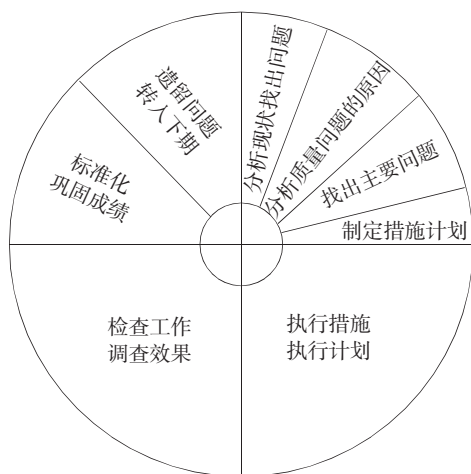 分析现状找出问题
分析质量问题的原因
找出主要问题
制定措施计划
执行措施
执行计划
检查工作
调查效果
标准化
巩固成绩
遗留问题
转入下期